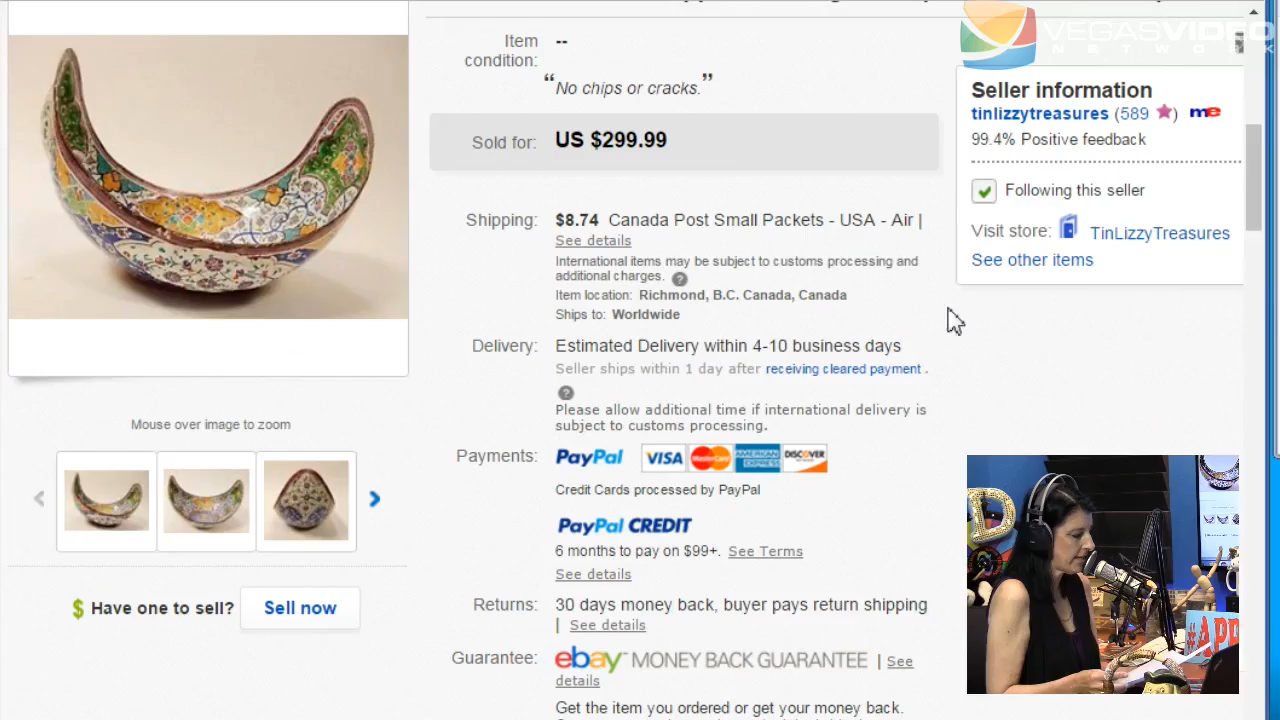 VEGASVIDEO
NETWORK
Item
condition:
--
“No chips or cracks.”
Sold for:
US $299.99
Shipping:
$8.74 Canada Post Small Packets - USA - Air |
See details
International items may be subject to customs processing and
additional charges. ?
Item location: Richmond, B.C. Canada, Canada
Ships to: Worldwide
Delivery:
Estimated Delivery within 4-10 business days
Seller ships within 1 day after receiving cleared payment .
?
Please allow additional time if international delivery is
subject to customs processing.
Payments:
PayPal VISA MasterCard AMERICAN EXPRESS DISCOVER
Credit Cards processed by PayPal
PayPal CREDIT
6 months to pay on $99+. See Terms
See details
Returns:
30 days money back, buyer pays return shipping
| See details
Guarantee:
ebay MONEY BACK GUARANTEE | See
details
Get the item you ordered or get your money back.
Seller information
tinlizzytreasures (589 ) me
99.4% Positive feedback
Following this seller
Visit store: TinLizzyTreasures
See other items
Mouse over image to zoom
$ Have one to sell? Sell now